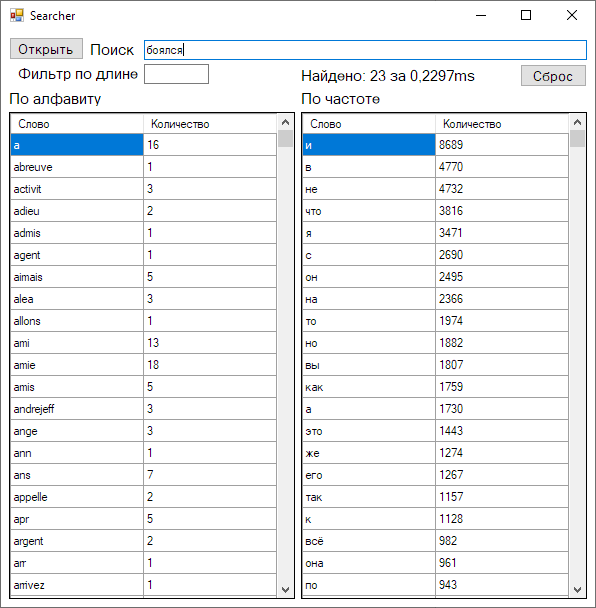 Searcher
Открыть Поиск боялся
Фильтр по длине
Найдено: 23 за 0,2297ms Сброс
По алфавиту
Слово Количество
a 16
abreuve 1
activit 3
adieu 2
admis 1
agent 1
aimais 5
alea 3
allons 1
ami 13
amie 18
amis 5
andrejeff 3
ange 3
ann 1
ans 7
appelle 2
apr 5
argent 2
arr 1
arrivez 1
По частоте
Слово Количество
и 8689
в 4770
не 4732
что 3816
я 3471
с 2690
он 2495
на 2366
то 1974
но 1882
вы 1807
как 1759
а 1730
это 1443
же 1274
его 1267
так 1157
к 1128
всё 982
она 961
по 943